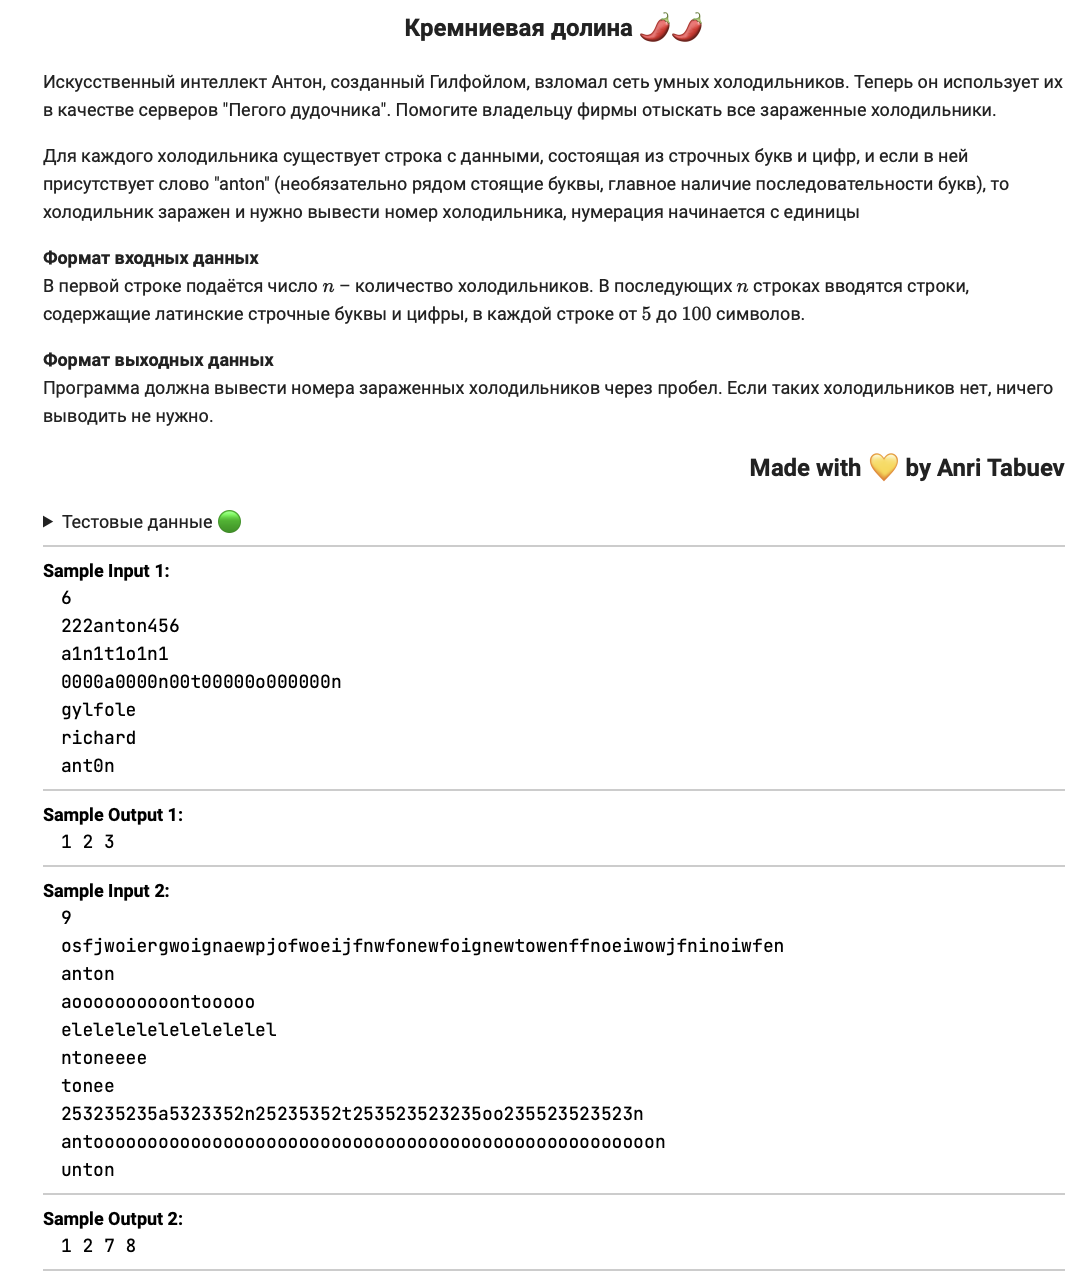 Кремниевая долина 🌶️🌶️
Искусственный интеллект Антон, созданный Гилфойлом, взломал сеть умных холодильников. Теперь он использует их
в качестве серверов "Пегого дудочника". Помогите владельцу фирмы отыскать все зараженные холодильники.
Для каждого холодильника существует строка с данными, состоящая из строчных букв и цифр, и если в ней
присутствует слово "anton" (необязательно рядом стоящие буквы, главное наличие последовательности букв), то
холодильник заражен и нужно вывести номер холодильника, нумерация начинается с единицы
Формат входных данных
В первой строке подаётся число n – количество холодильников. В последующих n строках вводятся строки,
содержащие латинские строчные буквы и цифры, в каждой строке от 5 до 100 символов.
Формат выходных данных
Программа должна вывести номера зараженных холодильников через пробел. Если таких холодильников нет, ничего
выводить не нужно.
Made with 💛 by Anri Tabuev
▶ Тестовые данные 🟢
Sample Input 1:
6
222anton456
a1n1t1o1n1
0000a0000n00t00000o000000n
gylfole
richard
ant0n
Sample Output 1:
1 2 3
Sample Input 2:
9
osfjwoiergwoignaewpjofwoeijfnwfonewfoignewtowenffnoeiwowjfninoiwfen
anton
aoooooooooontooooo
elelelelelelelelelel
ntoneeee
tonee
253235235a5323352n25235352t253523523235oo235523523523n
antoooooooooooooooooooooooooooooooooooooooooooooooooooon
unton
Sample Output 2:
1 2 7 8